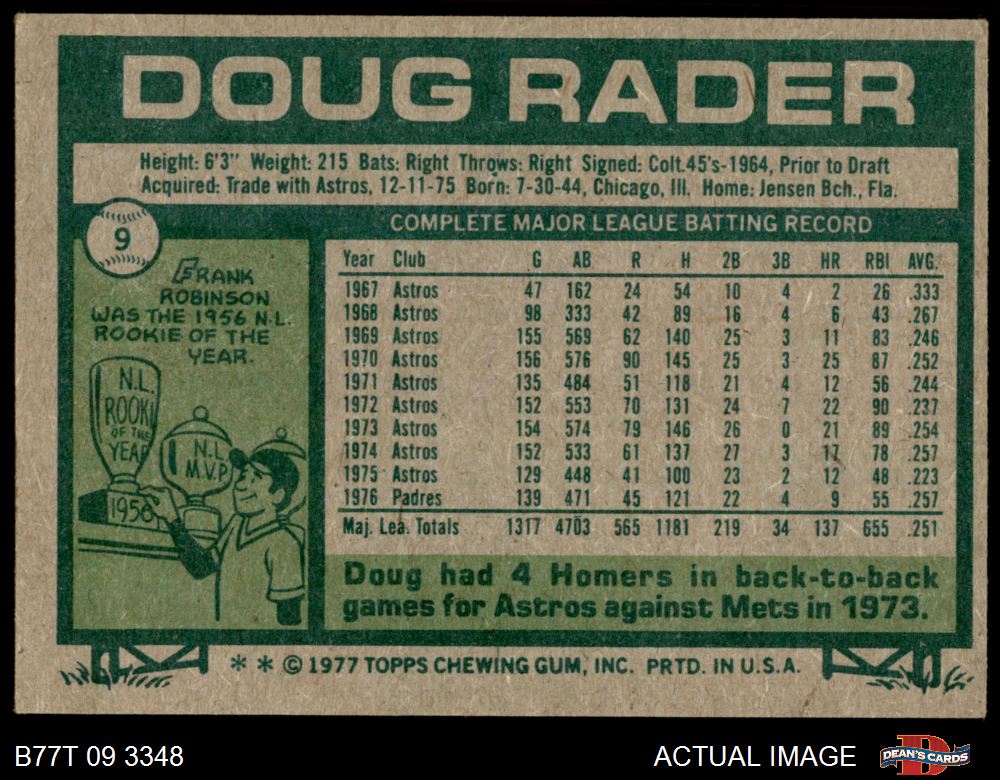 DOUG RADER
Height: 6'3" Weight: 215 Bats: Right Throws: Right Signed: Colt.45's-1964, Prior to Draft
Acquired: Trade with Astros, 12-11-75 Born: 7-30-44, Chicago, Ill. Home: Jensen Bch., Fla.
9
FRANK
ROBINSON
WAS THE 1956 N.L.
ROOKIE OF THE
YEAR.
N.L.
ROOKI
OF THE
YEAR
1956
N.L.
M.V.P.
COMPLETE MAJOR LEAGUE BATTING RECORD
Year Club G AB R H 2B 3B HR RBI AVG.
1967 Astros 47 162 24 54 10 4 2 26 .333
1968 Astros 98 333 42 89 16 4 6 43 .267
1969 Astros 155 569 62 140 25 3 11 83 .246
1970 Astros 156 576 90 145 25 3 25 87 .252
1971 Astros 135 484 51 118 21 4 12 56 .244
1972 Astros 152 553 70 131 24 7 22 90 .237
1973 Astros 154 574 79 146 26 0 21 89 .254
1974 Astros 152 533 61 137 27 3 17 78 .257
1975 Astros 129 448 41 100 23 2 12 48 .223
1976 Padres 139 471 45 121 22 4 9 55 .257
Maj. Lea. Totals 1317 4703 565 1181 219 34 137 655 .251
Doug had 4 Homers in back-to-back
games for Astros against Mets in 1973.
* * © 1977 TOPPS CHEWING GUM, INC. PRTD. IN U.S.A.
B77T 09 3348 ACTUAL IMAGE
D
DEAN'S CARDS